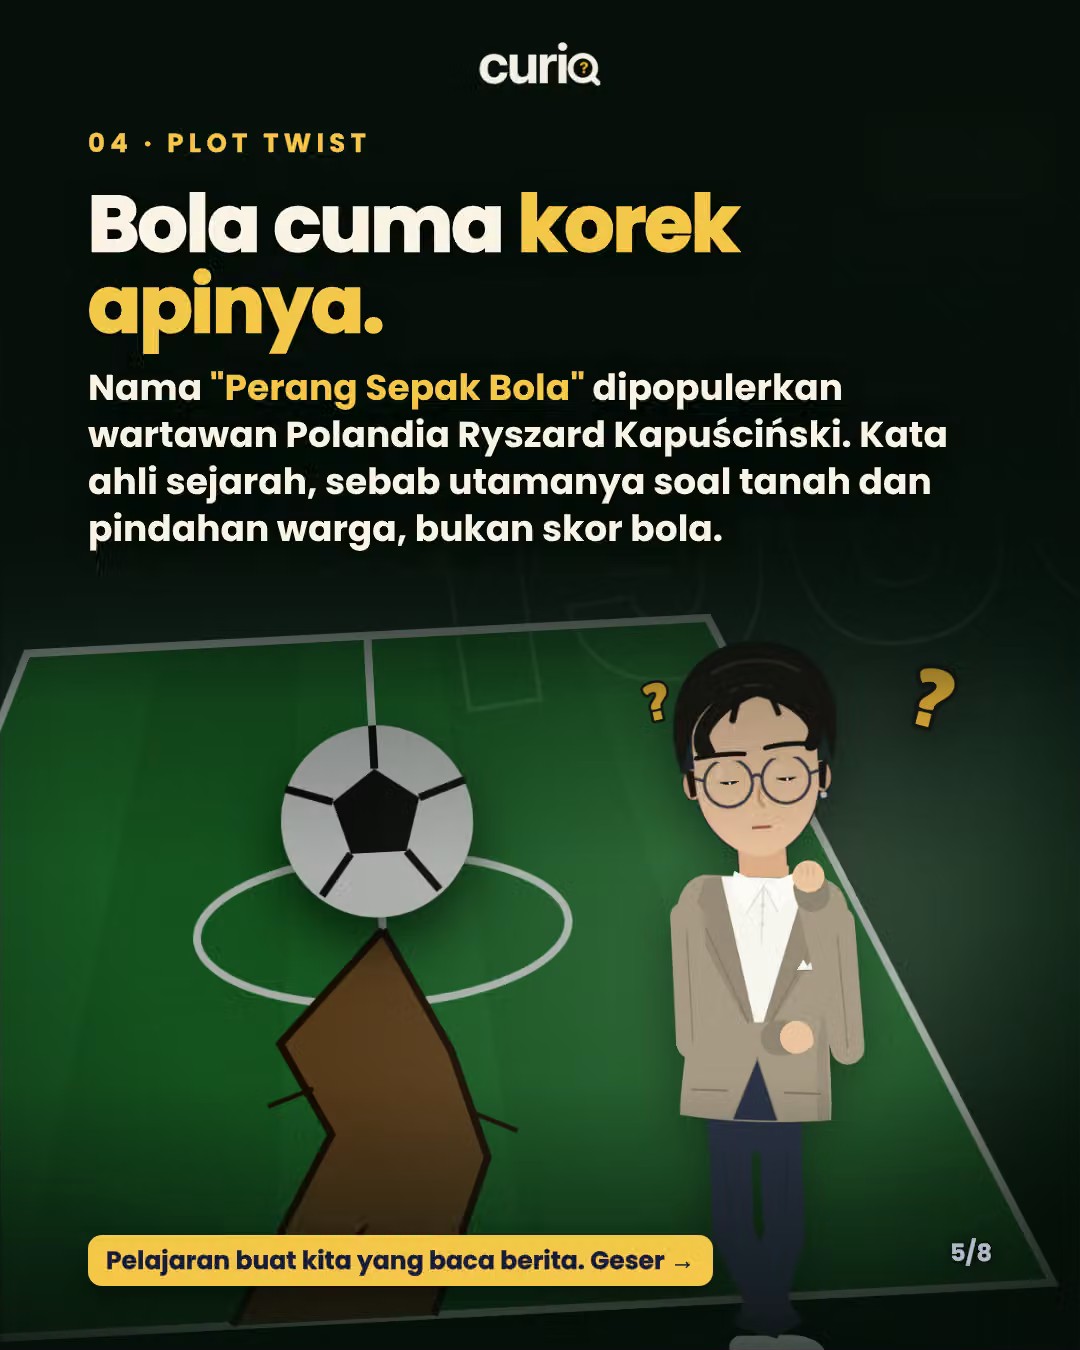 curio
04 · PLOT TWIST
Bola cuma korek
apinya.
Nama "Perang Sepak Bola" dipopulerkan
wartawan Polandia Ryszard Kapuściński. Kata
ahli sejarah, sebab utamanya soal tanah dan
pindahan warga, bukan skor bola.
?
?
Pelajaran buat kita yang baca berita. Geser →
5/8